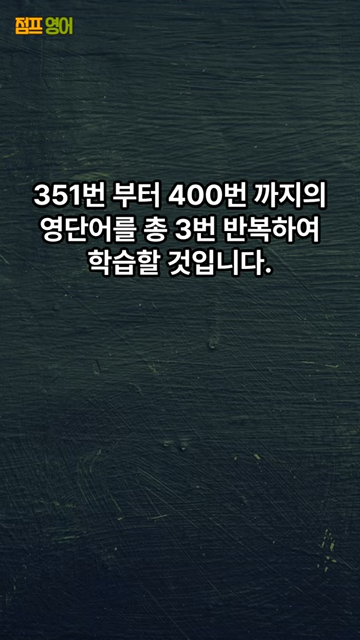 점프 영어
351번 부터 400번 까지의
영단어를 총 3번 반복하여
학습할 것입니다.